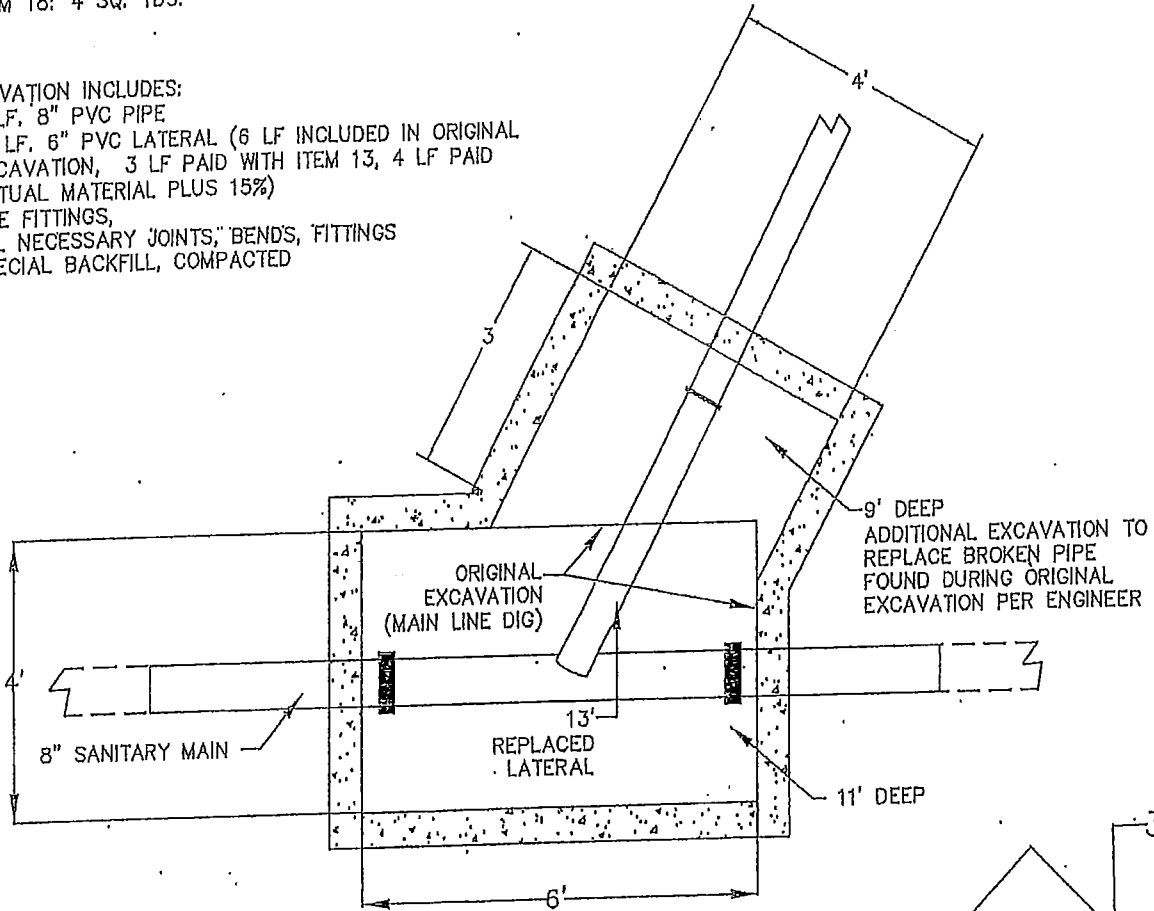 M 18: 4 SQ. YDS.
VATION INCLUDES:
LF. 8" PVC PIPE
LF. 6" PVC LATERAL (6 LF INCLUDED IN ORIGINAL
CAVATION, 3 LF PAID WITH ITEM 13, 4 LF PAID
TUAL MATERIAL PLUS 15%)
E FITTINGS,
L NECESSARY JOINTS, BENDS, FITTINGS
ECIAL BACKFILL, COMPACTED
4'
3
9' DEEP
ADDITIONAL EXCAVATION TO
REPLACE BROKEN PIPE
FOUND DURING ORIGINAL
EXCAVATION PER ENGINEER
ORIGINAL
EXCAVATION
(MAIN LINE DIG)
4'
8" SANITARY MAIN
13'
REPLACED
LATERAL
11' DEEP
6'
3